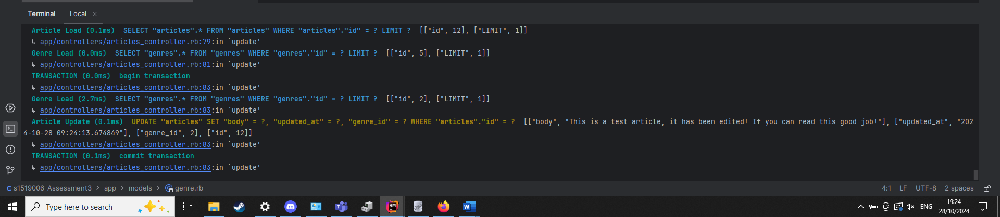 Terminal Local ×
Article Load (0.1ms)  SELECT "articles".* FROM "articles" WHERE "articles"."id" = ? LIMIT ?  [["id", 12], ["LIMIT", 1]]
↳ app/controllers/articles_controller.rb:79:in `update'
Genre Load (0.0ms)  SELECT "genres".* FROM "genres" WHERE "genres"."id" = ? LIMIT ?  [["id", 5], ["LIMIT", 1]]
↳ app/controllers/articles_controller.rb:81:in `update'
TRANSACTION (0.0ms)  begin transaction
↳ app/controllers/articles_controller.rb:83:in `update'
Genre Load (2.7ms)  SELECT "genres".* FROM "genres" WHERE "genres"."id" = ? LIMIT ?  [["id", 2], ["LIMIT", 1]]
↳ app/controllers/articles_controller.rb:83:in `update'
Article Update (0.1ms)  UPDATE "articles" SET "body" = ?, "updated_at" = ?, "genre_id" = ? WHERE "articles"."id" = ?  [["body", "This is a test article, it has been edited! If you can read this good job!"], ["updated_at", "202
4-10-28 09:24:13.674849"], ["genre_id", 2], ["id", 12]]
↳ app/controllers/articles_controller.rb:83:in `update'
TRANSACTION (0.1ms)  commit transaction
↳ app/controllers/articles_controller.rb:83:in `update'
s1519006_Assessment3 > app > models > genre.rb 4:1 LF UTF-8 2 spaces
Type here to search RM W ENG 19:24
28/10/2024